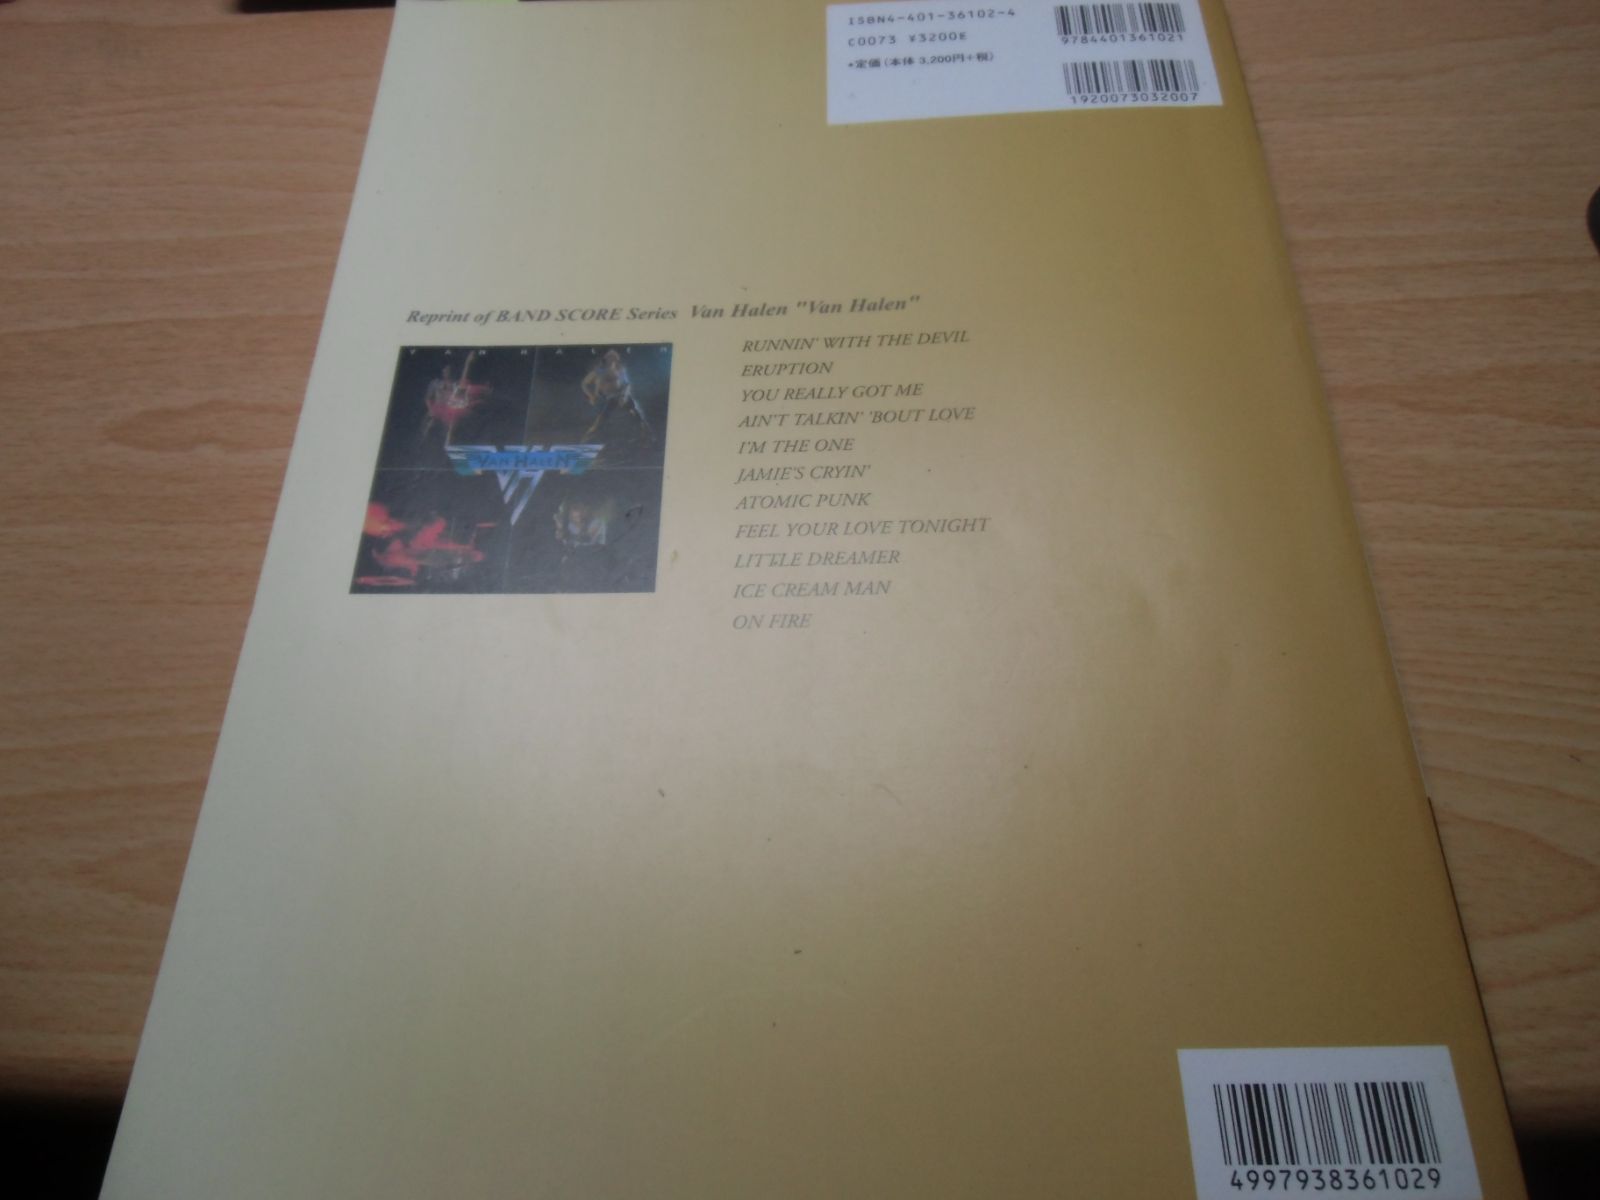 ISBN4-401-36102-4
C0073 ¥3200E
•定価(本体3,200円+税)
9784401361021
1920073032007
Reprint of BAND SCORE Series Van Halen "Van Halen"
VAN HALEN
VAN HALEN
RUNNIN' WITH THE DEVIL
ERUPTION
YOU REALLY GOT ME
AIN'T TALKIN' 'BOUT LOVE
I'M THE ONE
JAMIE'S CRYIN'
ATOMIC PUNK
FEEL YOUR LOVE TONIGHT
LITTLE DREAMER
ICE CREAM MAN
ON FIRE
4997938361029